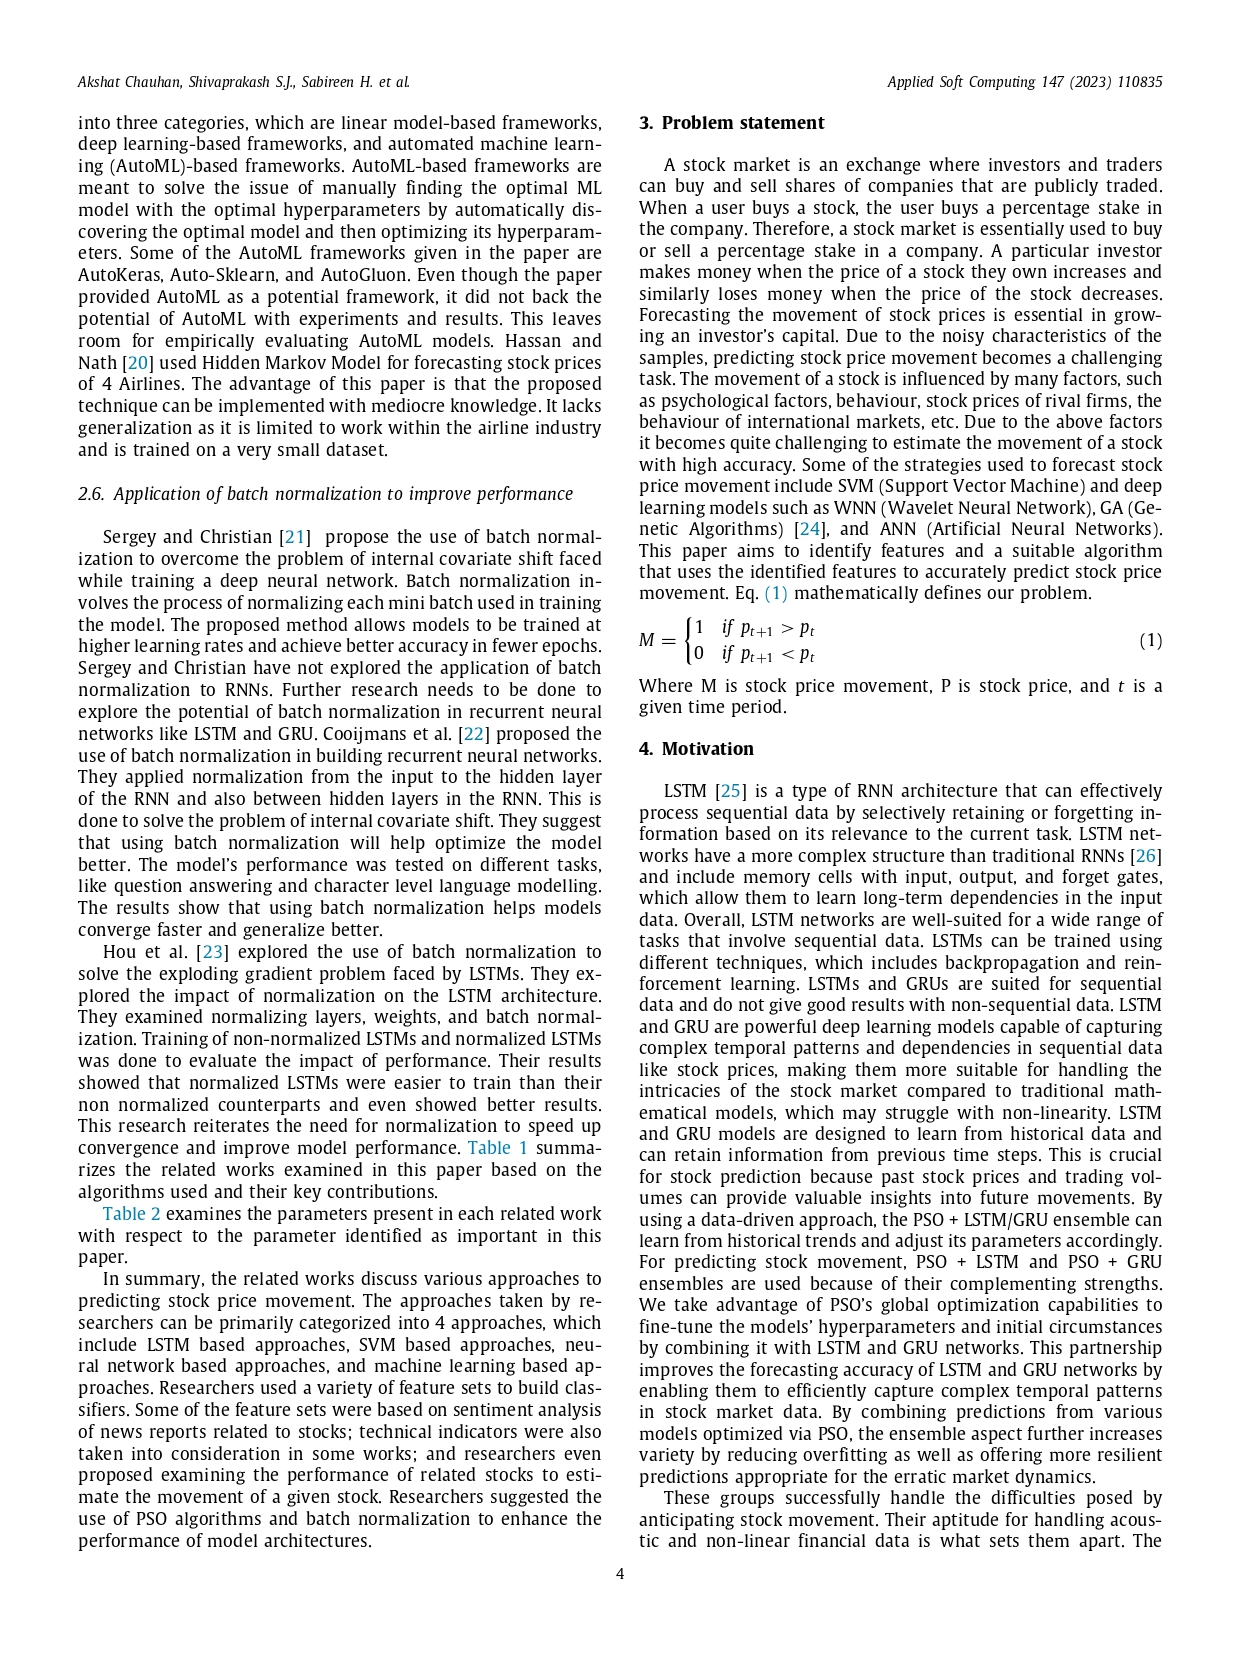 Akshat Chauhan, Shivaprakash S.J., Sabireen H. et al.
Applied Soft Computing 147 (2023) 110835
into three categories, which are linear model-based frameworks,
deep learning-based frameworks, and automated machine learn-
ing (AutoML)-based frameworks. AutoML-based frameworks are
meant to solve the issue of manually finding the optimal ML
model with the optimal hyperparameters by automatically dis-
covering the optimal model and then optimizing its hyperparam-
eters. Some of the AutoML frameworks given in the paper are
AutoKeras, Auto-Sklearn, and AutoGluon. Even though the paper
provided AutoML as a potential framework, it did not back the
potential of AutoML with experiments and results. This leaves
room for empirically evaluating AutoML models. Hassan and
Nath [20] used Hidden Markov Model for forecasting stock prices
of 4 Airlines. The advantage of this paper is that the proposed
technique can be implemented with mediocre knowledge. It lacks
generalization as it is limited to work within the airline industry
and is trained on a very small dataset.
2.6. Application of batch normalization to improve performance
Sergey and Christian [21] propose the use of batch normal-
ization to overcome the problem of internal covariate shift faced
while training a deep neural network. Batch normalization in-
volves the process of normalizing each mini batch used in training
the model. The proposed method allows models to be trained at
higher learning rates and achieve better accuracy in fewer epochs.
Sergey and Christian have not explored the application of batch
normalization to RNNs. Further research needs to be done to
explore the potential of batch normalization in recurrent neural
networks like LSTM and GRU. Cooijmans et al. [22] proposed the
use of batch normalization in building recurrent neural networks.
They applied normalization from the input to the hidden layer
of the RNN and also between hidden layers in the RNN. This is
done to solve the problem of internal covariate shift. They suggest
that using batch normalization will help optimize the model
better. The model's performance was tested on different tasks,
like question answering and character level language modelling.
The results show that using batch normalization helps models
converge faster and generalize better.
Hou et al. [23] explored the use of batch normalization to
solve the exploding gradient problem faced by LSTMs. They ex-
plored the impact of normalization on the LSTM architecture.
They examined normalizing layers, weights, and batch normal-
ization. Training of non-normalized LSTMs and normalized LSTMs
was done to evaluate the impact of performance. Their results
showed that normalized LSTMs were easier to train than their
non normalized counterparts and even showed better results.
This research reiterates the need for normalization to speed up
convergence and improve model performance. Table 1 summa-
rizes the related works examined in this paper based on the
algorithms used and their key contributions.
Table 2 examines the parameters present in each related work
with respect to the parameter identified as important in this
paper.
In summary, the related works discuss various approaches to
predicting stock price movement. The approaches taken by re-
searchers can be primarily categorized into 4 approaches, which
include LSTM based approaches, SVM based approaches, neu-
ral network based approaches, and machine learning based ap-
proaches. Researchers used a variety of feature sets to build clas-
sifiers. Some of the feature sets were based on sentiment analysis
of news reports related to stocks; technical indicators were also
taken into consideration in some works; and researchers even
proposed examining the performance of related stocks to esti-
mate the movement of a given stock. Researchers suggested the
use of PSO algorithms and batch normalization to enhance the
performance of model architectures.
3. Problem statement
A stock market is an exchange where investors and traders
can buy and sell shares of companies that are publicly traded.
When a user buys a stock, the user buys a percentage stake in
the company. Therefore, a stock market is essentially used to buy
or sell a percentage stake in a company. A particular investor
makes money when the price of a stock they own increases and
similarly loses money when the price of the stock decreases.
Forecasting the movement of stock prices is essential in grow-
ing an investor's capital. Due to the noisy characteristics of the
samples, predicting stock price movement becomes a challenging
task. The movement of a stock is influenced by many factors, such
as psychological factors, behaviour, stock prices of rival firms, the
behaviour of international markets, etc. Due to the above factors
it becomes quite challenging to estimate the movement of a stock
with high accuracy. Some of the strategies used to forecast stock
price movement include SVM (Support Vector Machine) and deep
learning models such as WNN (Wavelet Neural Network), GA (Ge-
netic Algorithms) [24], and ANN (Artificial Neural Networks).
This paper aims to identify features and a suitable algorithm
that uses the identified features to accurately predict stock price
movement. Eq. (1) mathematically defines our problem.
M = { 1 if p_{t+1} > p_t
0 if p_{t+1} < p_t (1)
Where M is stock price movement, P is stock price, and t is a
given time period.
4. Motivation
LSTM [25] is a type of RNN architecture that can effectively
process sequential data by selectively retaining or forgetting in-
formation based on its relevance to the current task. LSTM net-
works have a more complex structure than traditional RNNs [26]
and include memory cells with input, output, and forget gates,
which allow them to learn long-term dependencies in the input
data. Overall, LSTM networks are well-suited for a wide range of
tasks that involve sequential data. LSTMs can be trained using
different techniques, which includes backpropagation and rein-
forcement learning. LSTMs and GRUs are suited for sequential
data and do not give good results with non-sequential data. LSTM
and GRU are powerful deep learning models capable of capturing
complex temporal patterns and dependencies in sequential data
like stock prices, making them more suitable for handling the
intricacies of the stock market compared to traditional math-
ematical models, which may struggle with non-linearity. LSTM
and GRU models are designed to learn from historical data and
can retain information from previous time steps. This is crucial
for stock prediction because past stock prices and trading vol-
umes can provide valuable insights into future movements. By
using a data-driven approach, the PSO + LSTM/GRU ensemble can
learn from historical trends and adjust its parameters accordingly.
For predicting stock movement, PSO + LSTM and PSO + GRU
ensembles are used because of their complementing strengths.
We take advantage of PSO's global optimization capabilities to
fine-tune the models' hyperparameters and initial circumstances
by combining it with LSTM and GRU networks. This partnership
improves the forecasting accuracy of LSTM and GRU networks by
enabling them to efficiently capture complex temporal patterns
in stock market data. By combining predictions from various
models optimized via PSO, the ensemble aspect further increases
variety by reducing overfitting as well as offering more resilient
predictions appropriate for the erratic market dynamics.
These groups successfully handle the difficulties posed by
anticipating stock movement. Their aptitude for handling acous-
tic and non-linear financial data is what sets them apart. The
4